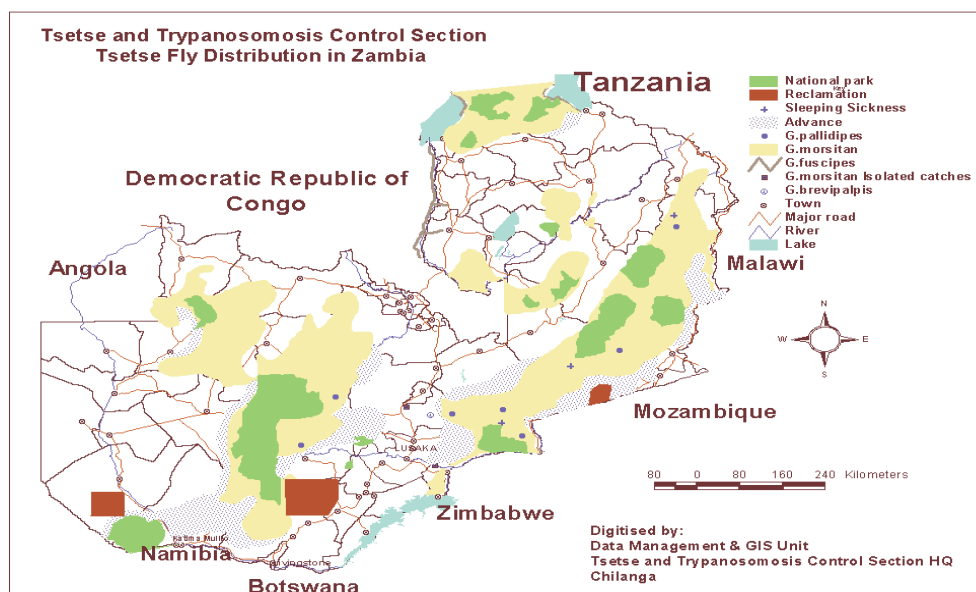 Tsetse and Trypanosomosis Control Section
Tsetse Fly Distribution in Zambia
Tanzania
Democratic Republic of
Congo
Angola
Malawi
Mozambique
Zimbabwe
Namibia
Botswana
LUSAKA
Katima Mulilo
Livingstone
Key
National park
Reclamation
Sleeping Sickness
Advance
G.pallidipes
G.morsitan
G.fuscipes
G.morsitan Isolated catches
G.brevipalpis
Town
Major road
River
Lake
N
W E
S
80 0 80 160 240 Kilometers
Digitised by:
Data Management & GIS Unit
Tsetse and Trypanosomosis Control Section HQ
Chilanga